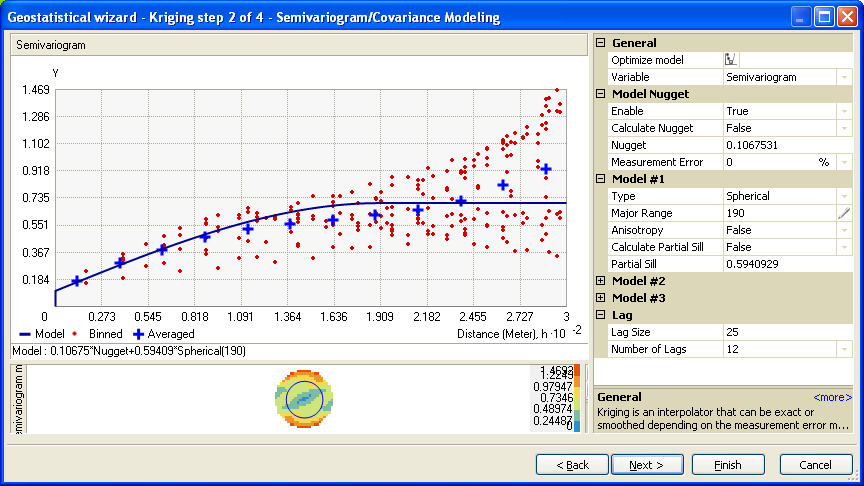 Geostatistical wizard - Kriging step 2 of 4 - Semivariogram/Covariance Modeling
Semivariogram
Υ
1.469
1.286
1.102
0.918
0.735
0.551
0.367
0.184
0 0.273 0.545 0.818 1.091 1.364 1.636 1.909 2.182 2.455 2.727 3
Model Binned Averaged Distance (Meter), h ·10 -2
Model : 0.10675*Nugget+0.59409*Spherical(190)
emivariogram m
1.4692
1.2243
0.97947
0.7346
0.48974
0.24487
0
General
Optimize model
Variable Semivariogram
Model Nugget
Enable True
Calculate Nugget False
Nugget 0.1067531
Measurement Error 0 %
Model #1
Type Spherical
Major Range 190
Anisotropy False
Calculate Partial Sill False
Partial Sill 0.5940929
Model #2
Model #3
Lag
Lag Size 25
Number of Lags 12
General <more>
Kriging is an interpolator that can be exact or
smoothed depending on the measurement error m...
< Back Next > Finish Cancel